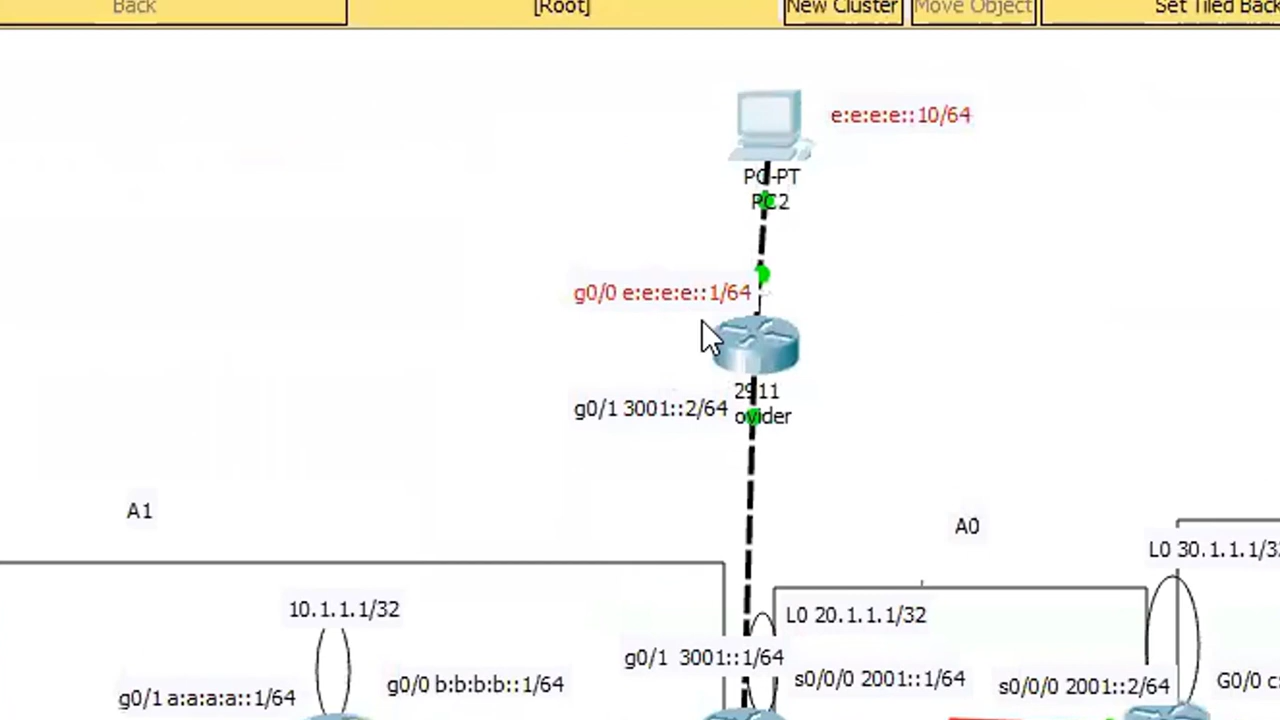 Back
[Root]
New Cluster
Move Object
Set Tiled Back
e:e:e:e::10/64
PC-PT
PC2
g0/0 e:e:e:e::1/64
2911
ovider
g0/1 3001::2/64
A1
A0
L0 30.1.1.1/32
10.1.1.1/32
L0 20.1.1.1/32
g0/1 3001::1/64
s0/0/0 2001::1/64
s0/0/0 2001::2/64
G0/0 c:
g0/1 a:a:a:a::1/64
g0/0 b:b:b:b::1/64